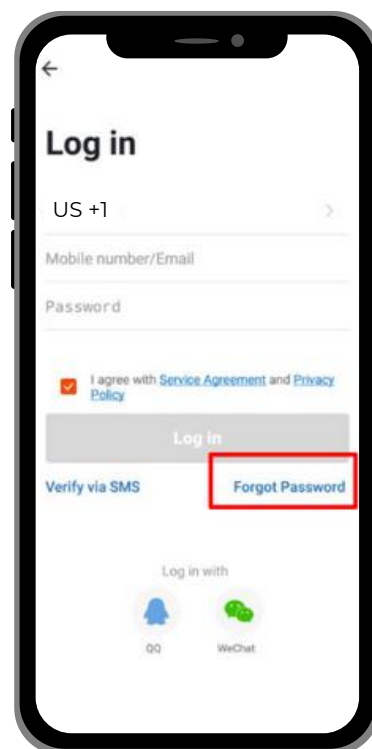 Log in
US +1
Mobile number/Email
Password
I agree with Service Agreement and Privacy
Policy
Log in
Verify via SMS Forgot Password
Log in with
QQ WeChat